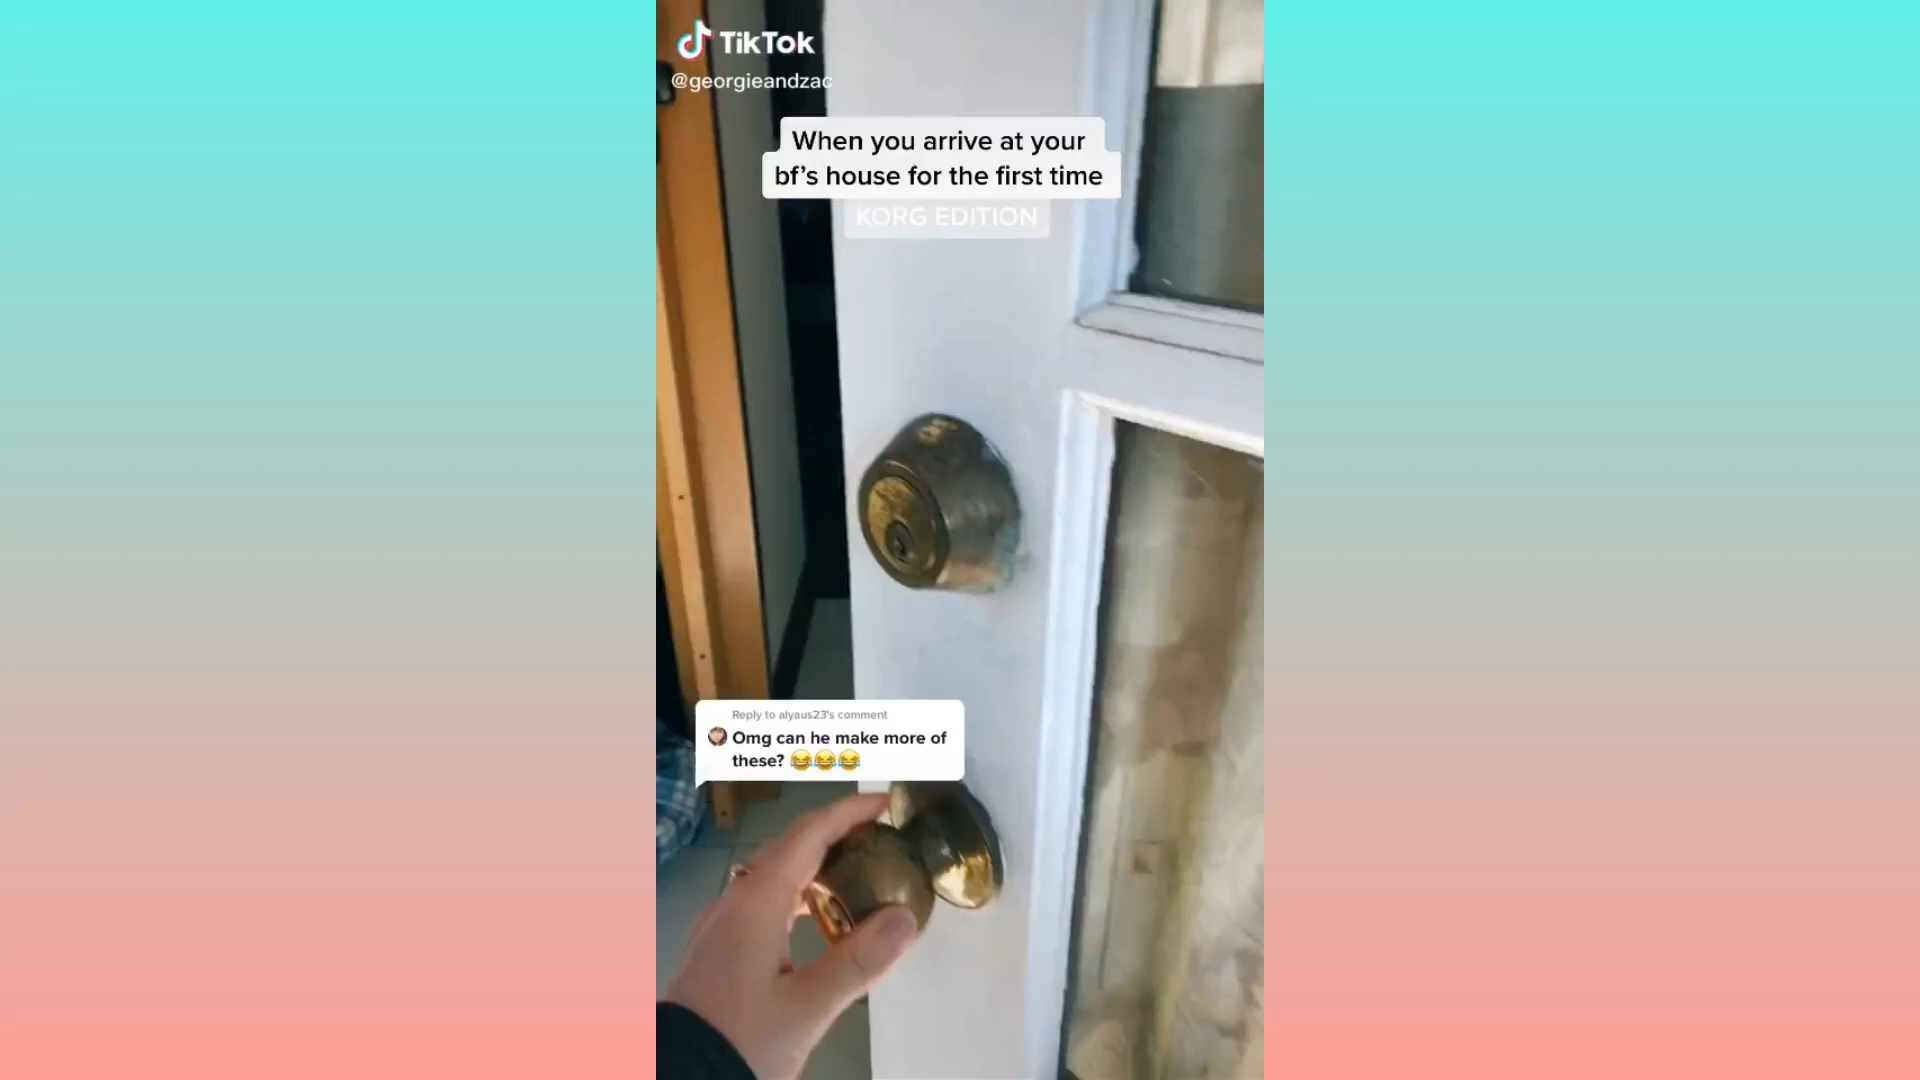 TikTok
@georgieandzac
When you arrive at your
bf's house for the first time
KORG EDITION
Reply to alyaus23's comment
Omg can he make more of
these? 😂😂😂